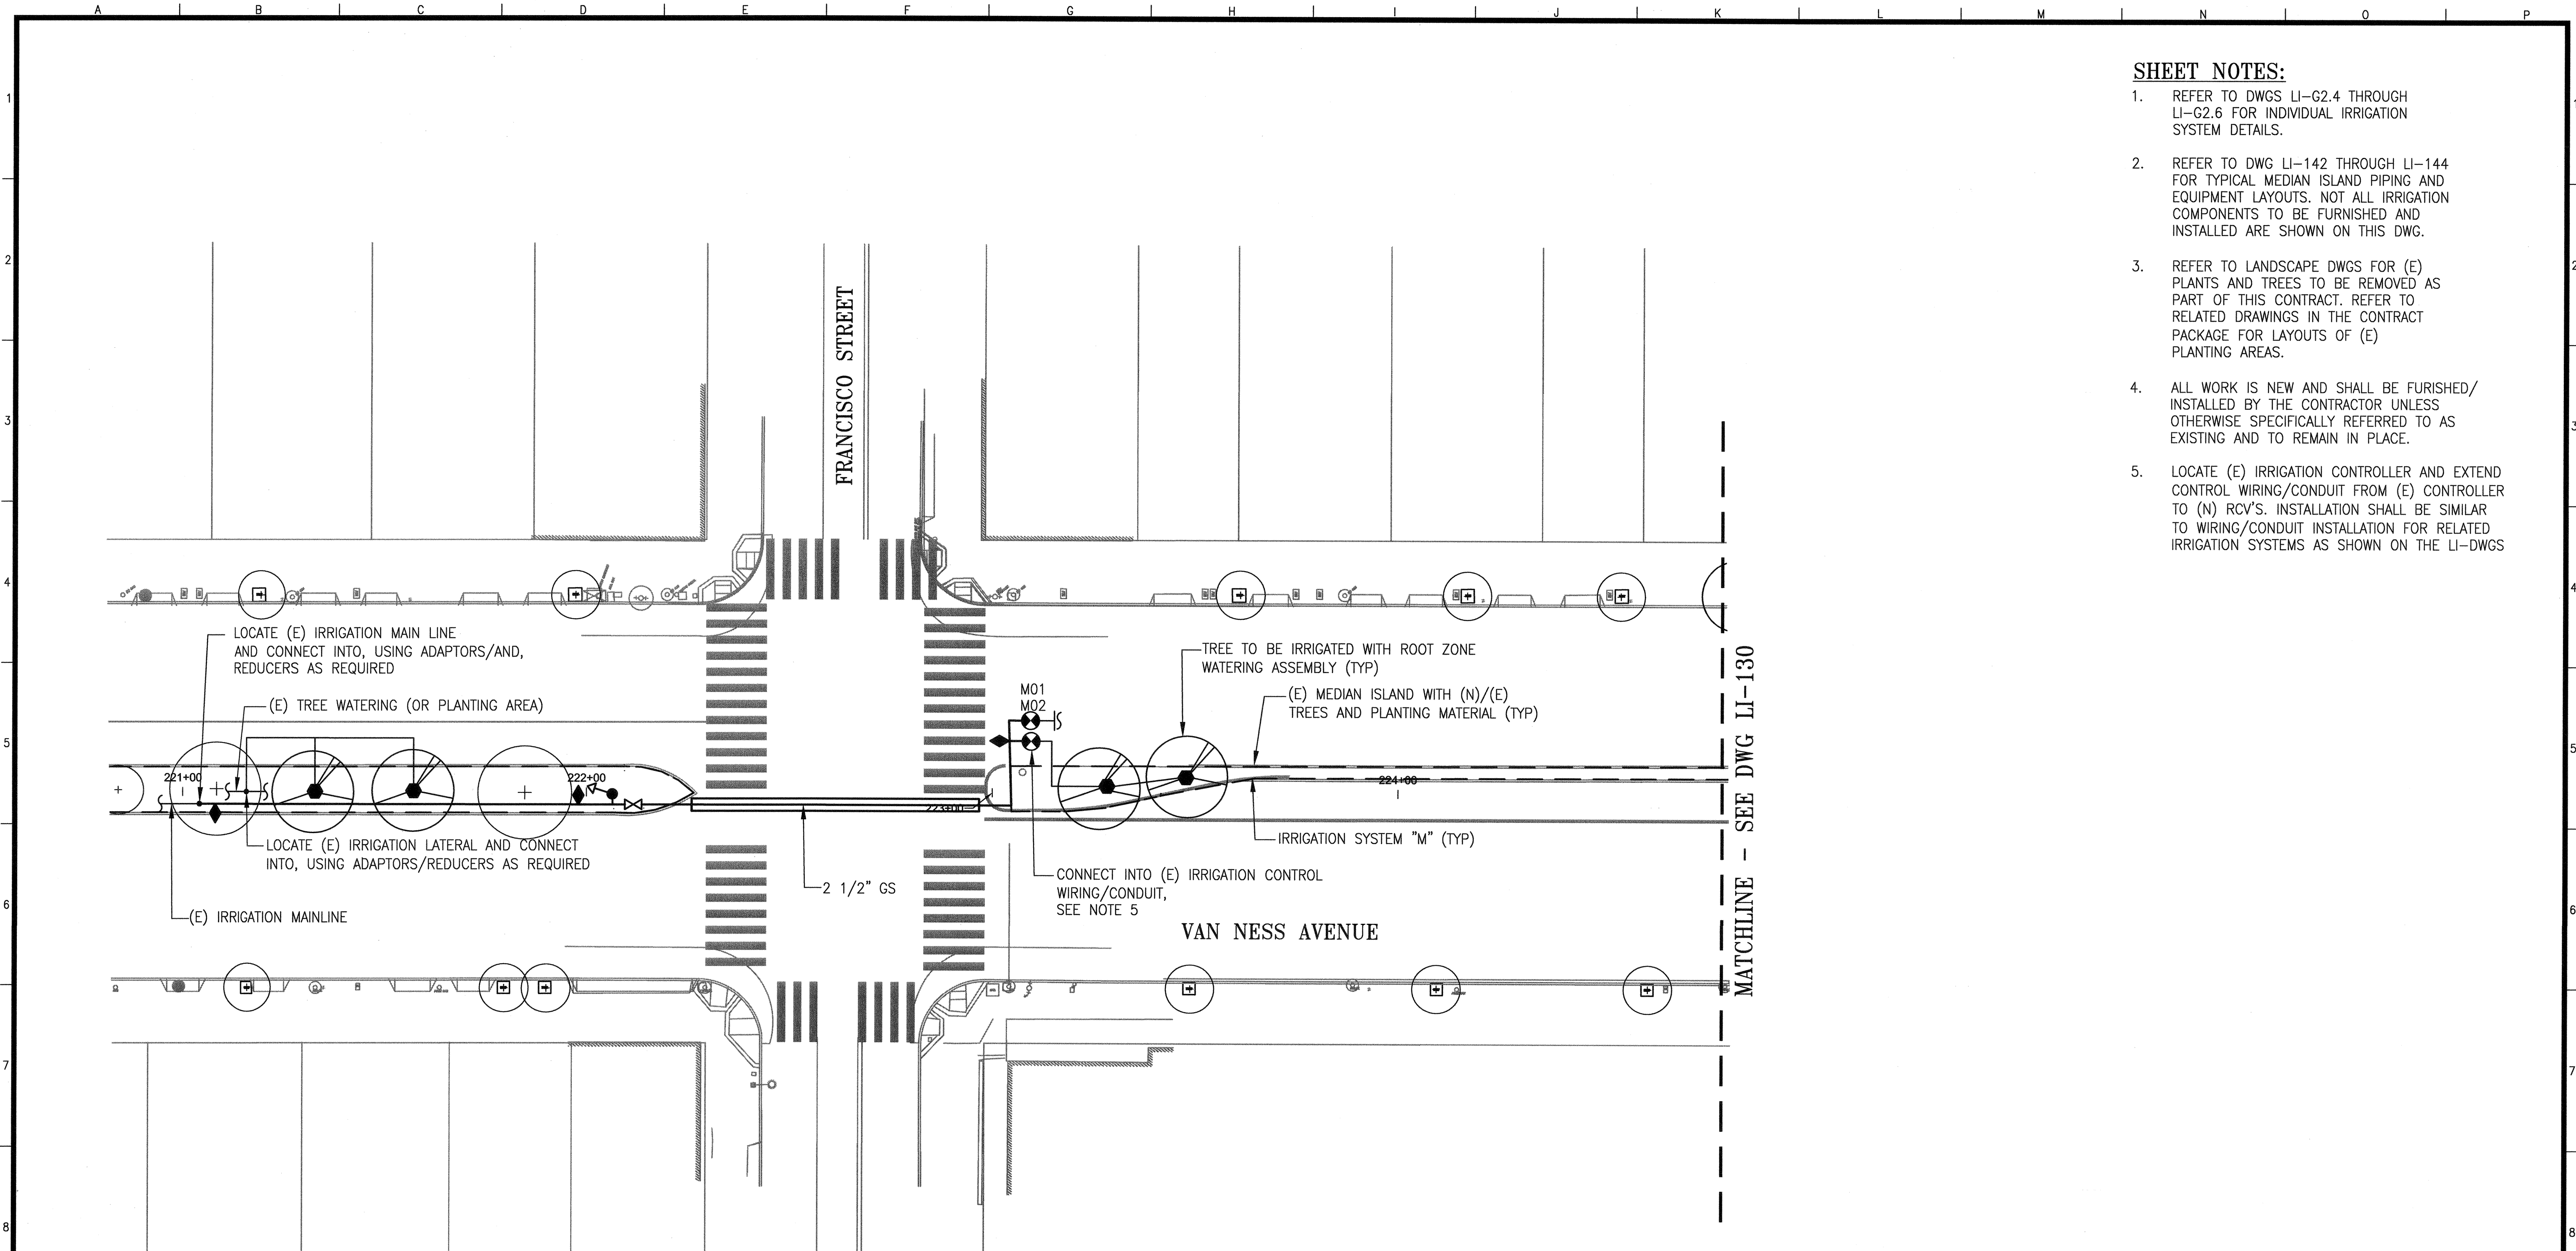 A B C D E F G H I J K L M N O P
1
2
3
4
5
6
7
8
SHEET NOTES:
1. REFER TO DWGS LI-G2.4 THROUGH
LI-G2.6 FOR INDIVIDUAL IRRIGATION
SYSTEM DETAILS.
2. REFER TO DWG LI-142 THROUGH LI-144
FOR TYPICAL MEDIAN ISLAND PIPING AND
EQUIPMENT LAYOUTS. NOT ALL IRRIGATION
COMPONENTS TO BE FURNISHED AND
INSTALLED ARE SHOWN ON THIS DWG.
3. REFER TO LANDSCAPE DWGS FOR (E)
PLANTS AND TREES TO BE REMOVED AS
PART OF THIS CONTRACT. REFER TO
RELATED DRAWINGS IN THE CONTRACT
PACKAGE FOR LAYOUTS OF (E)
PLANTING AREAS.
4. ALL WORK IS NEW AND SHALL BE FURISHED/
INSTALLED BY THE CONTRACTOR UNLESS
OTHERWISE SPECIFICALLY REFERRED TO AS
EXISTING AND TO REMAIN IN PLACE.
5. LOCATE (E) IRRIGATION CONTROLLER AND EXTEND
CONTROL WIRING/CONDUIT FROM (E) CONTROLLER
TO (N) RCV'S. INSTALLATION SHALL BE SIMILAR
TO WIRING/CONDUIT INSTALLATION FOR RELATED
IRRIGATION SYSTEMS AS SHOWN ON THE LI-DWGS
FRANCISCO STREET
LOCATE (E) IRRIGATION MAIN LINE
AND CONNECT INTO, USING ADAPTORS/AND,
REDUCERS AS REQUIRED
(E) TREE WATERING (OR PLANTING AREA)
221+00
222+00
LOCATE (E) IRRIGATION LATERAL AND CONNECT
INTO, USING ADAPTORS/REDUCERS AS REQUIRED
(E) IRRIGATION MAINLINE
2 1/2" GS
223+00
M01
M02
TREE TO BE IRRIGATED WITH ROOT ZONE
WATERING ASSEMBLY (TYP)
(E) MEDIAN ISLAND WITH (N)/(E)
TREES AND PLANTING MATERIAL (TYP)
224+00
IRRIGATION SYSTEM "M" (TYP)
CONNECT INTO (E) IRRIGATION CONTROL
WIRING/CONDUIT,
SEE NOTE 5
VAN NESS AVENUE
MATCHLINE - SEE DWG LI-130
2
3
4
5
6
7
8